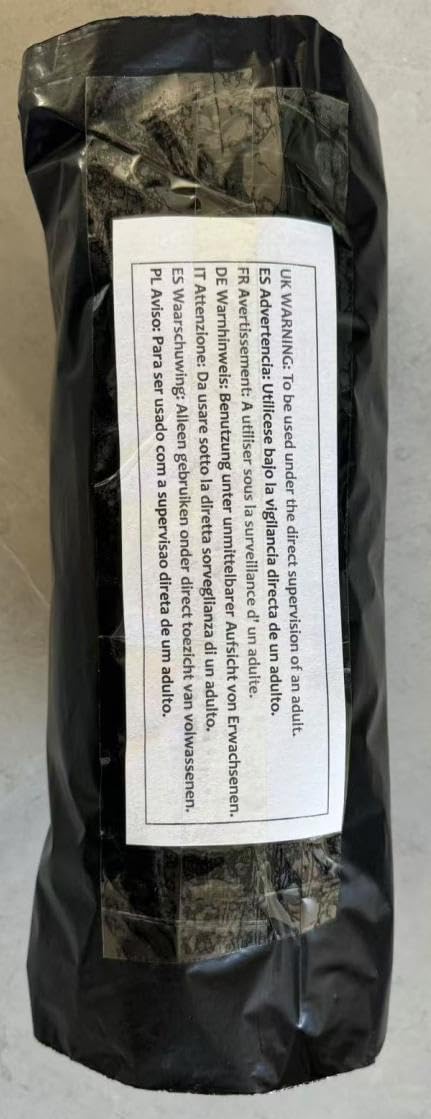 UK WARNING: To be used under the direct supervision of an adult.
ES Advertencia: Utilícese bajo la vigilancia directa de un adulto.
FR Avertissement: A utiliser sous la surveillance d' un adulte.
DE Warnhinweis: Benutzung unter unmittelbarer Aufsicht von Erwachsenen.
IT Attenzione: Da usare sotto la diretta sorveglianza di un adulto.
ES Waarschuwing: Alleen gebruiken onder direct toezicht van volwassenen.
PL Aviso: Para ser usado com a supervisao direta de um adulto.